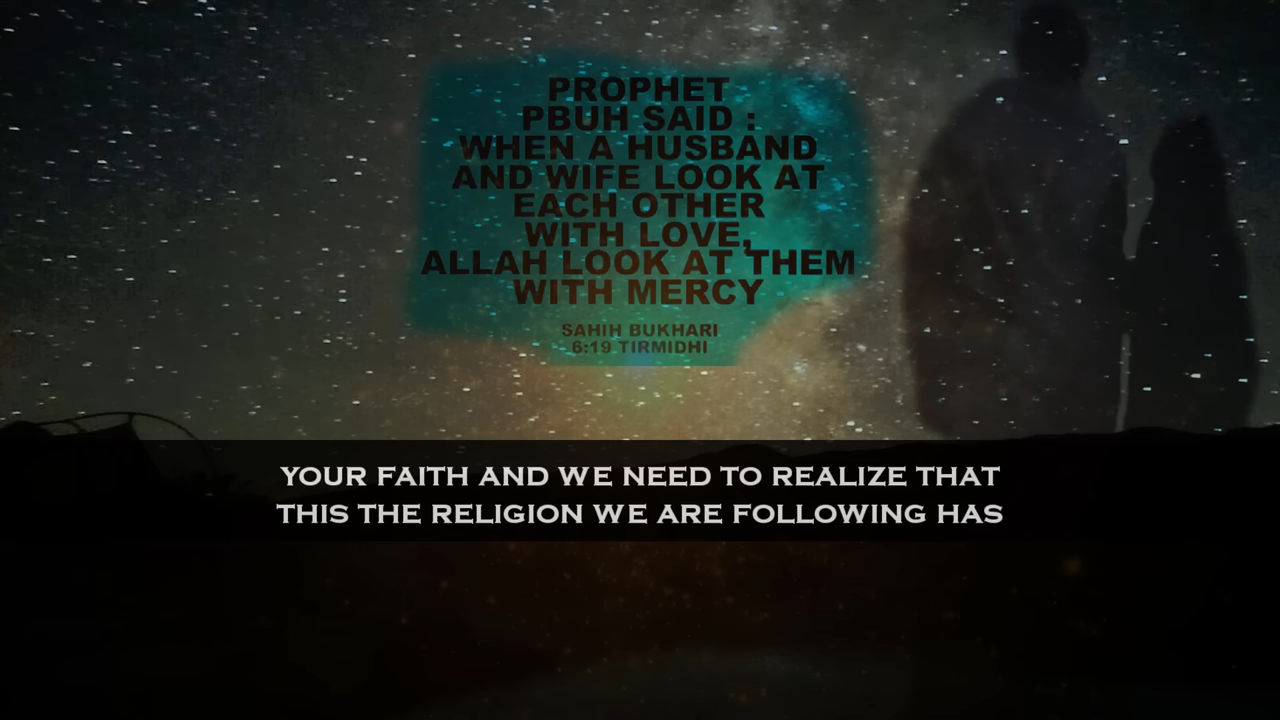 PROPHET
PBUH SAID :
WHEN A HUSBAND
AND WIFE LOOK AT
EACH OTHER
WITH LOVE,
ALLAH LOOK AT THEM
WITH MERCY
SAHIH BUKHARI
6:19 TIRMIDHI
YOUR FAITH AND WE NEED TO REALIZE THAT
THIS THE RELIGION WE ARE FOLLOWING HAS